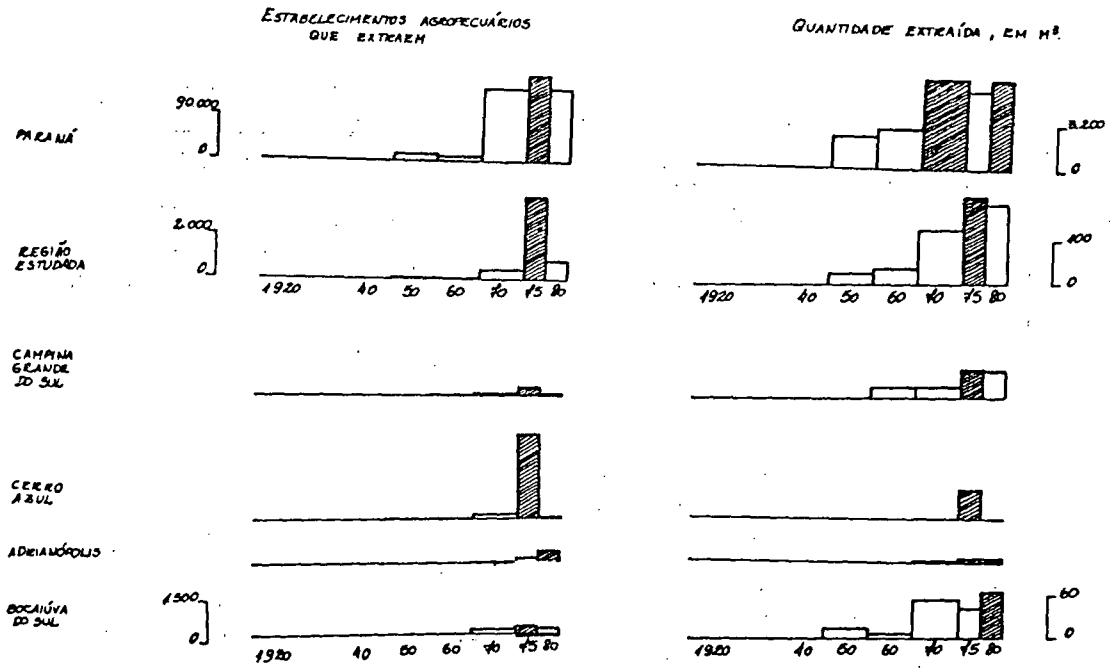 ESTABELECIMENTOS AGROPECUÁRIOS
QUE EXTRAEM
QUANTIDADE EXTRAÍDA, EM M³.
PARANÁ
90.000
0
3.200
0
REGIÃO
ESTUDADA
2.000
0
400
0
1920 40 50 60 70 75 80
1920 40 50 60 70 75 80
CAMPINA
GRANDE
DO SUL
CERRO
AZUL
ADRIANÓPOLIS
BOCAIÚVA
DO SUL
1.500
0
60
0
1920 40 50 60 70 75 80
1920 40 50 60 70 75 80